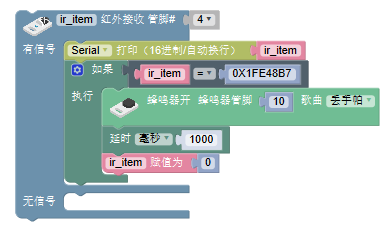 ir_item 红外接收 管脚# 4
有信号 Serial 打印（16进制/自动换行） ir_item
如果 ir_item = 0X1FE48B7
执行 蜂鸣器开 蜂鸣器管脚 10 歌曲 丢手帕
延时 毫秒 1000
ir_item 赋值为 0
无信号